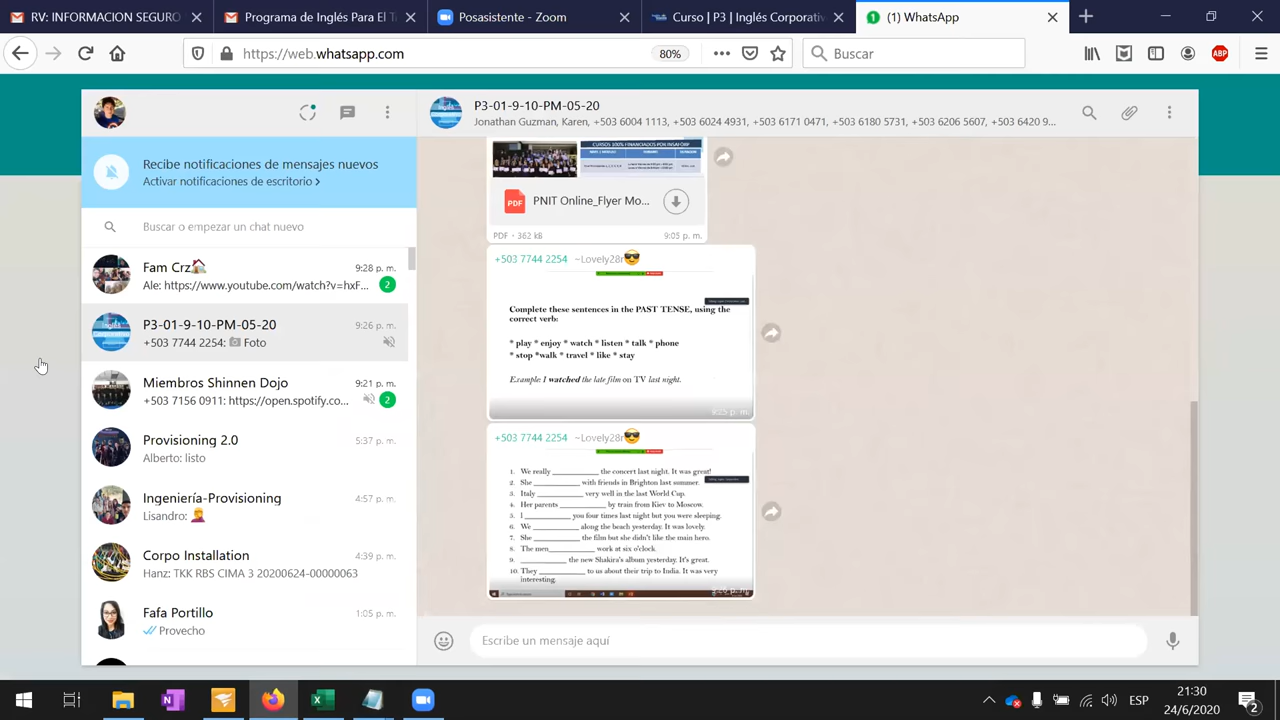 RV: INFORMACION SEGURO
Programa de Inglés Para El T
Posasistente - Zoom
Curso | P3 | Inglés Corporativ
(1) WhatsApp
https://web.whatsapp.com
80%
Buscar
ABP
P3-01-9-10-PM-05-20
Jonathan Guzman, Karen, +503 6004 1113, +503 6024 4931, +503 6171 0471, +503 6185 5731, +503 6206 5607, +503 6420 9...
Recibe notificaciones de mensajes nuevos
Activar notificaciones de escritorio >
Buscar o empezar un chat nuevo
Fam Crz
9:28 p. m.
Ale: https://www.youtube.com/watch?v=hxF...
2
P3-01-9-10-PM-05-20
9:26 p. m.
+503 7744 2254: Foto
Miembros Shinnen Dojo
9:21 p. m.
+503 7156 0911: https://open.spotify.co...
2
Provisioning 2.0
5:37 p. m.
Alberto: listo
Ingeniería-Provisioning
4:57 p. m.
Lisandro:
Corpo Installation
4:39 p. m.
Hanz: TKK RBS CIMA 3 20200624-00000063
Fafa Portillo
1:05 p. m.
Provecho
CURSOS 100% FINANCIADOS POR INSAFORP
PDF
PNIT Online_Flyer Mo...
PDF • 362 kB
9:05 p. m.
+503 7744 2254 ~Lovely28r
Complete these sentences in the PAST TENSE, using the
correct verb:
* play * enjoy * watch * listen * talk * phone
* stop *walk * travel * like * stay
Example: I watched the late film on TV last night.
9:25 p. m.
+503 7744 2254 ~Lovely28r
1. We really ___________ the concert last night. It was great!
2. She ___________ with friends in Brighton last summer.
3. Italy ___________ very well in the last World Cup.
4. Her parents ___________ by train from Kiev to Moscow.
5. I ___________ you four times last night but you were sleeping.
6. We ___________ along the beach yesterday. It was lovely.
7. She ___________ the film but she didn't like the main hero.
8. The men___________ work at six o'clock.
9. ___________ the new Shakira's album yesterday. It's great.
10. They ___________ to us about their trip to India. It was very
interesting.
9:26 p. m.
Escribe un mensaje aquí
ESP
21:30
24/6/2020
2